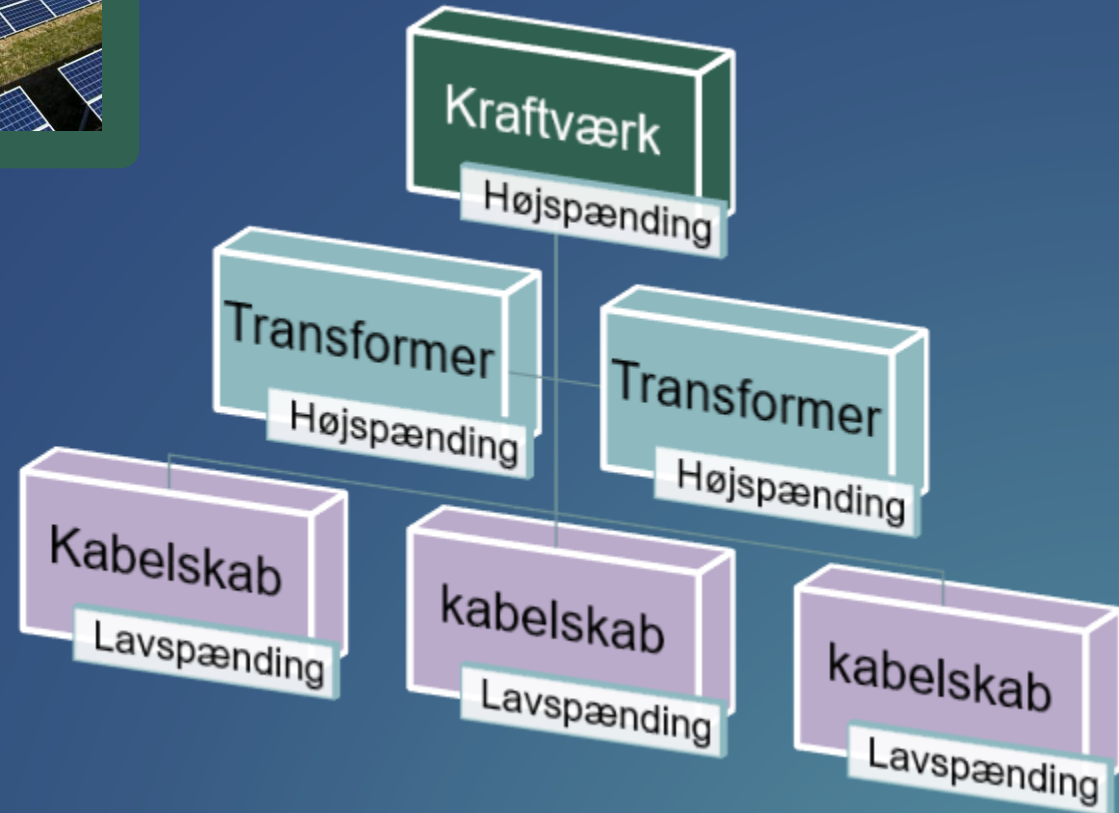 Kraftværk
Højspænding
Transformer
Højspænding
Transformer
Højspænding
Kabelskab
Lavspænding
kabelskab
Lavspænding
kabelskab
Lavspænding